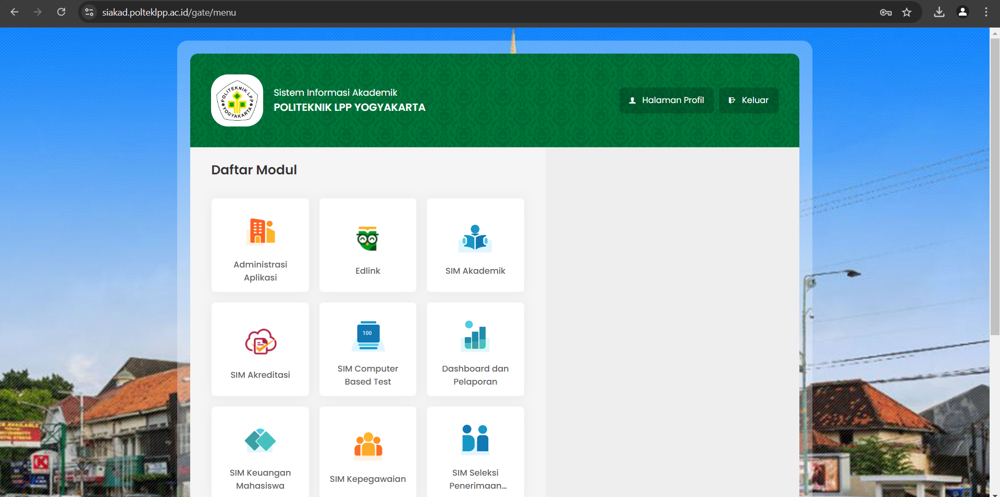 siakad.polteklpp.ac.id/gate/menu
POLITEKNIK LPP
YOGYAKARTA
Sistem Informasi Akademik
POLITEKNIK LPP YOGYAKARTA
Halaman Profil
Keluar
Daftar Modul
Administrasi
Aplikasi
Edlink
SIM Akademik
SIM Akreditasi
100
SIM Computer
Based Test
Dashboard dan
Pelaporan
SIM Keuangan
Mahasiswa
SIM Kepegawaian
SIM Seleksi
Penerimaan...
K